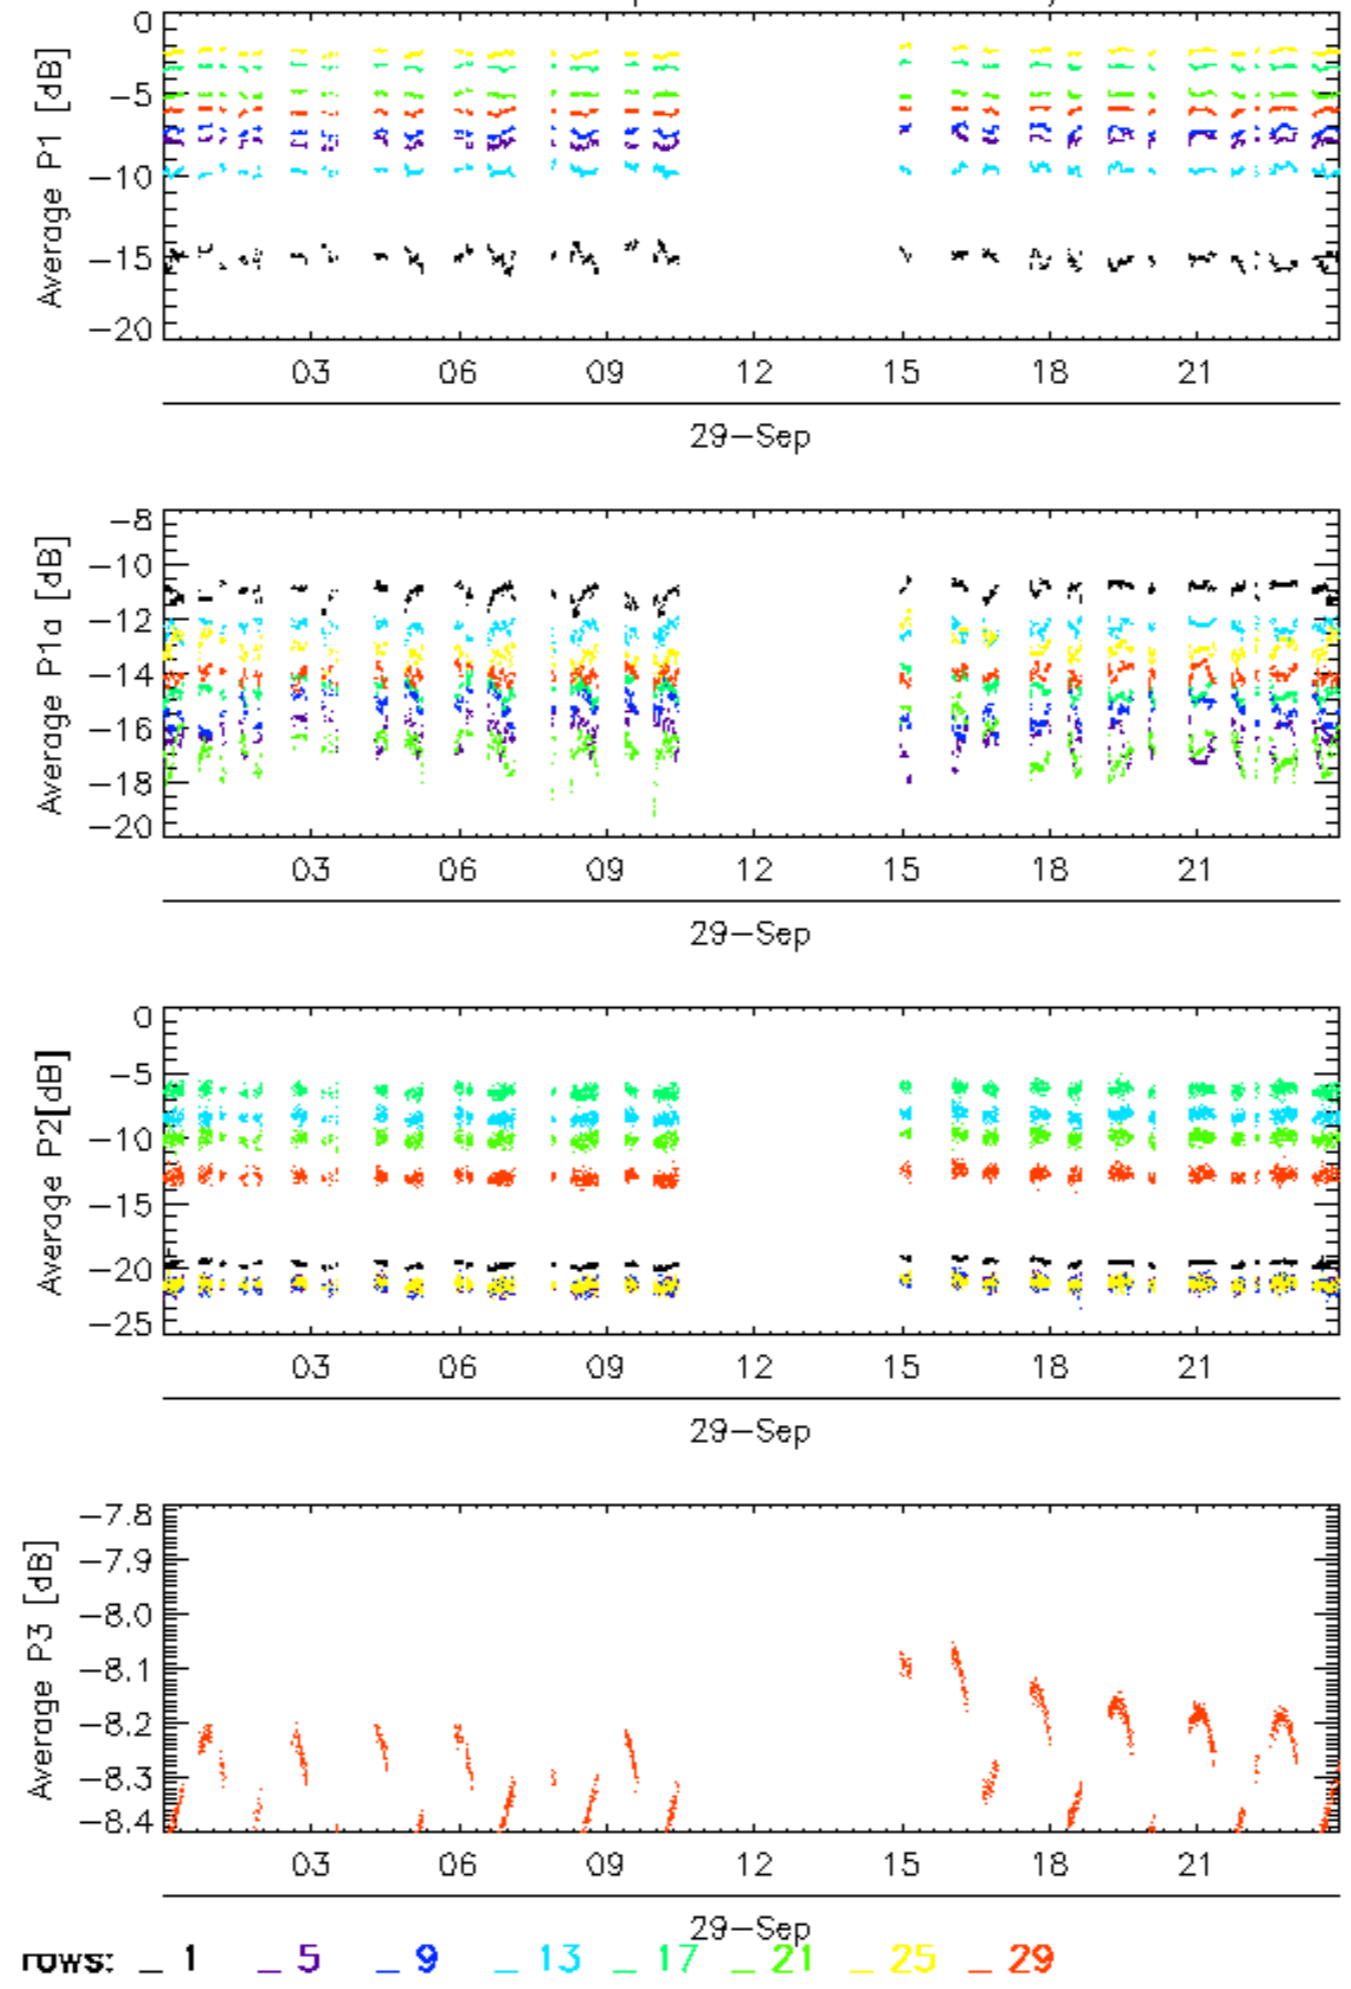 0
−5
−10
−15
−20
Average P1 [dB]
03 06 09 12 15 18 21
29−Sep
−8
−10
−12
−14
−16
−18
−20
Average P1a [dB]
03 06 09 12 15 18 21
29−Sep
0
−5
−10
−15
−20
−25
Average P2[dB]
03 06 09 12 15 18 21
29−Sep
−7.8
−7.9
−8.0
−8.1
−8.2
−8.3
−8.4
Average P3 [dB]
03 06 09 12 15 18 21
29−Sep
rows: _ 1 _ 5 _ 9 _ 13 _ 17 _ 21 _ 25 _ 29